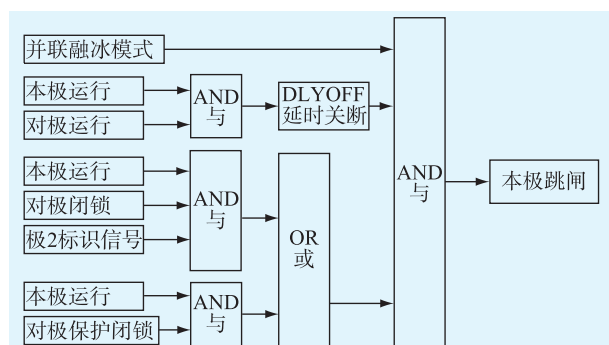 并联融冰模式
本极运行
对极运行
AND
与
DLYOFF
延时关断
本极运行
对极闭锁
极2标识信号
AND
与
本极运行
对极保护闭锁
AND
与
OR
或
AND
与
本极跳闸